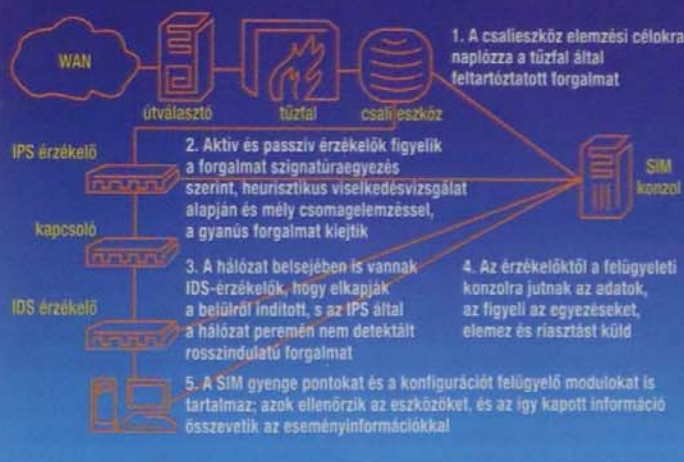 1. A csalieszköz elemzési célokra
naplózza a tűzfal által
feltartóztatott forgalmat
WAN
útválasztó
tűzfal
csalieszköz
IPS érzékelő
2. Aktív és passzív érzékelők figyelik
a forgalmat szignatúraegyezés
szerint, heurisztikus viselkedésvizsgálat
alapján és mély csomagelemzéssel,
a gyanús forgalmat kiejtik
SIM
konzol
kapcsoló
3. A hálózat belsejében is vannak
IDS-érzékelők, hogy elkapják
a belülről indított, s az IPS által
a hálózat peremén nem detektált
rosszindulatú forgalmat
4. Az érzékelőktől a felügyeleti
konzolra jutnak az adatok,
az figyeli az egyezéseket,
elemez és riasztást küld
IDS érzékelő
5. A SIM gyenge pontokat és a konfigurációt felügyelő modulokat is
tartalmaz; azok ellenőrzik az eszközöket, és az így kapott információ
összevetik az eseményinformációkkal